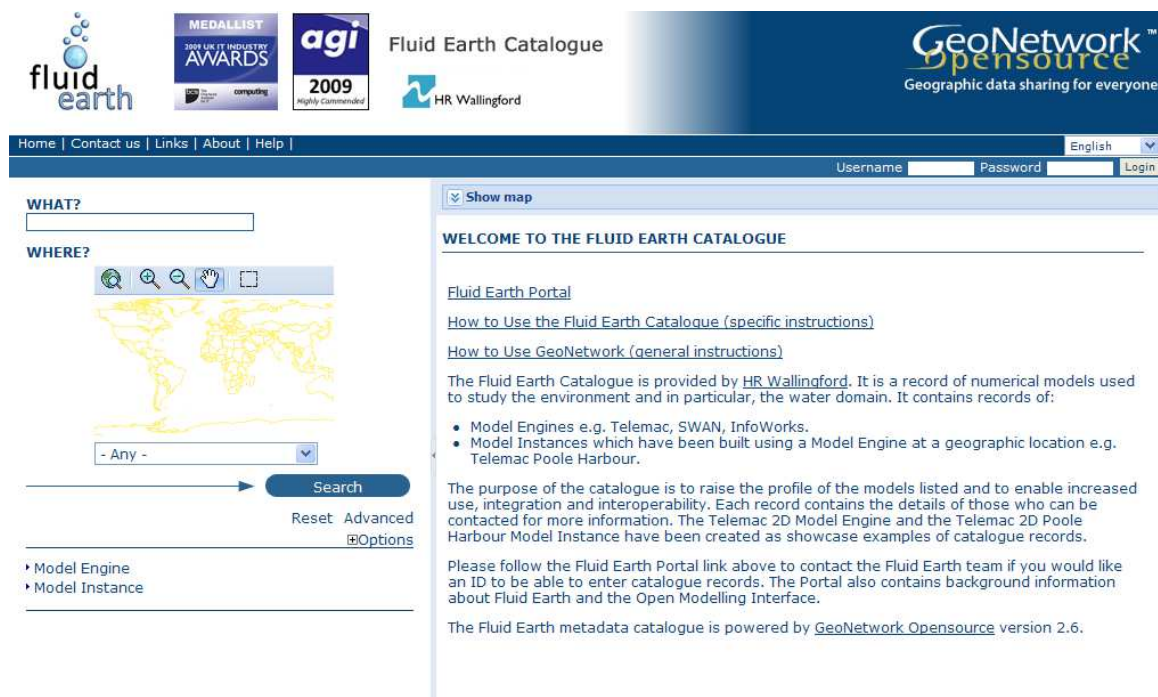 fluid
earth
MEDALLIST
2009 UK IT INDUSTRY
AWARDS
computing
agi
2009
Highly Commended
Fluid Earth Catalogue
HR Wallingford
GeoNetwork™
Opensource
Geographic data sharing for everyone
Home | Contact us | Links | About | Help |
English
Username
Password
Login
WHAT?
WHERE?
- Any -
Search
Reset Advanced
Options
Model Engine
Model Instance
Show map
WELCOME TO THE FLUID EARTH CATALOGUE
Fluid Earth Portal
How to Use the Fluid Earth Catalogue (specific instructions)
How to Use GeoNetwork (general instructions)
The Fluid Earth Catalogue is provided by HR Wallingford. It is a record of numerical models used
to study the environment and in particular, the water domain. It contains records of:
• Model Engines e.g. Telemac, SWAN, InfoWorks.
• Model Instances which have been built using a Model Engine at a geographic location e.g.
Telemac Poole Harbour.
The purpose of the catalogue is to raise the profile of the models listed and to enable increased
use, integration and interoperability. Each record contains the details of those who can be
contacted for more information. The Telemac 2D Model Engine and the Telemac 2D Poole
Harbour Model Instance have been created as showcase examples of catalogue records.
Please follow the Fluid Earth Portal link above to contact the Fluid Earth team if you would like
an ID to be able to enter catalogue records. The Portal also contains background information
about Fluid Earth and the Open Modelling Interface.
The Fluid Earth metadata catalogue is powered by GeoNetwork Opensource version 2.6.